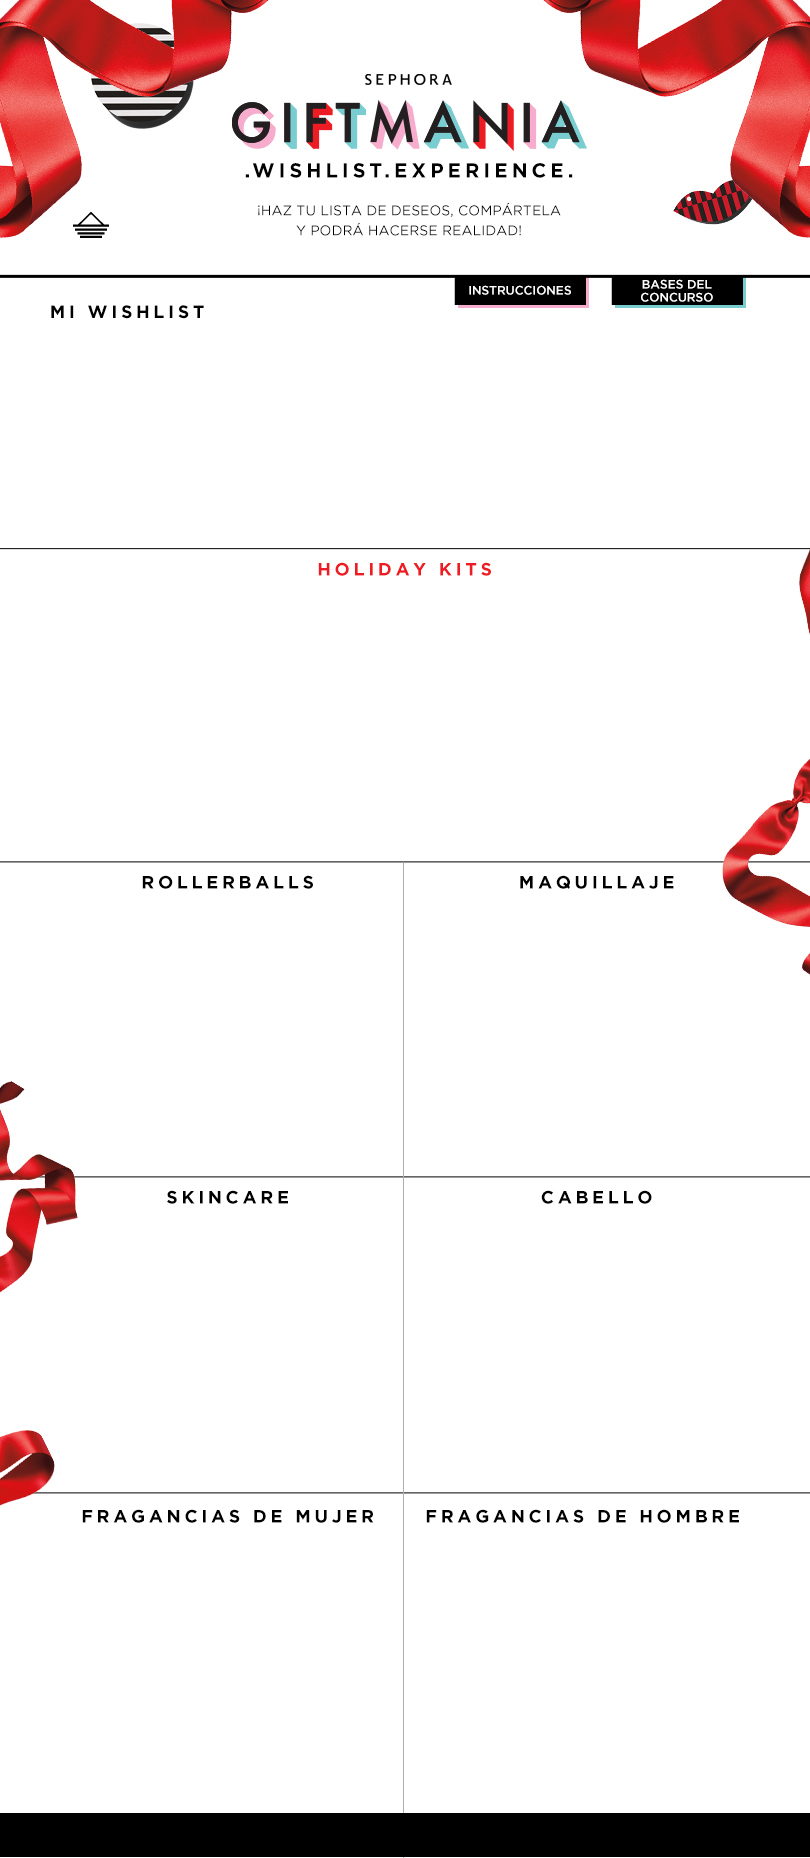 SEPHORA
GIFTMANIA
.WISHLIST.EXPERIENCE.
¡HAZ TU LISTA DE DESEOS, COMPÁRTELA
Y PODRÁ HACERSE REALIDAD!
INSTRUCCIONES
BASES DEL
CONCURSO
MI WISHLIST
HOLIDAY KITS
ROLLERBALLS
MAQUILLAJE
SKINCARE
CABELLO
FRAGANCIAS DE MUJER
FRAGANCIAS DE HOMBRE